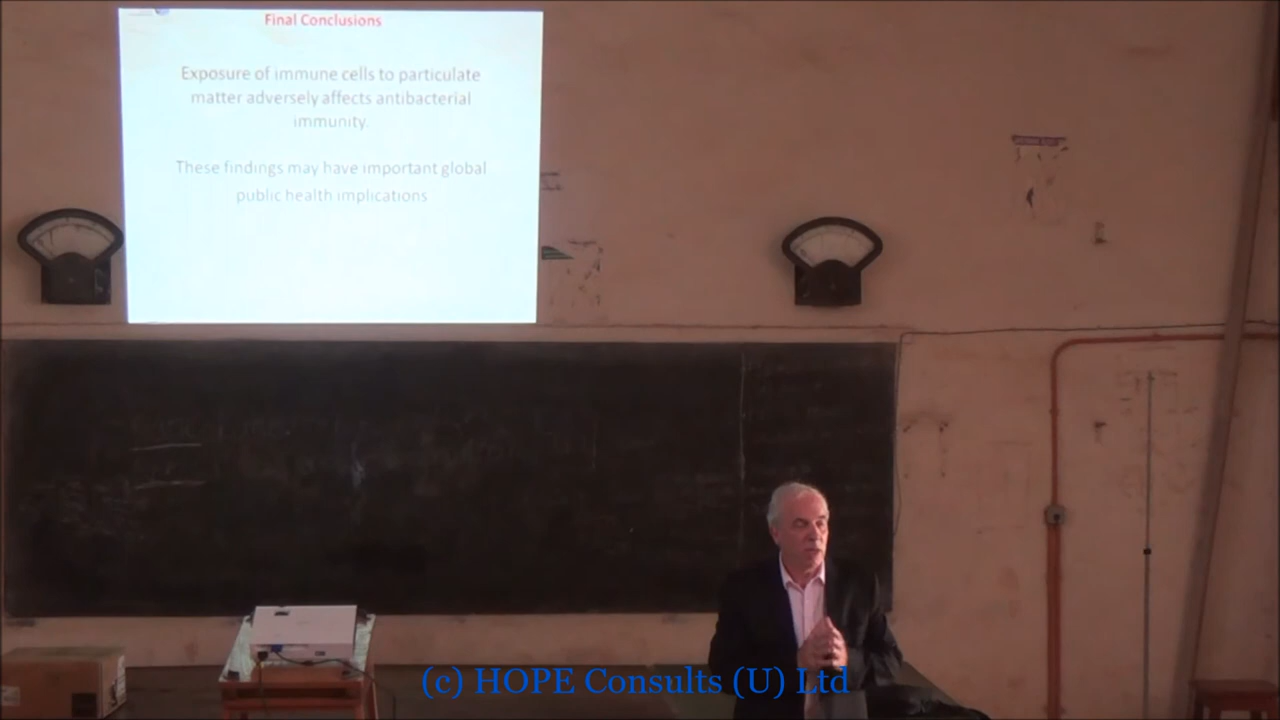 Final Conclusions
Exposure of immune cells to particulate
matter adversely affects antibacterial
immunity.
These findings may have important global
public health implications
(c) HOPE Consults (U) Ltd